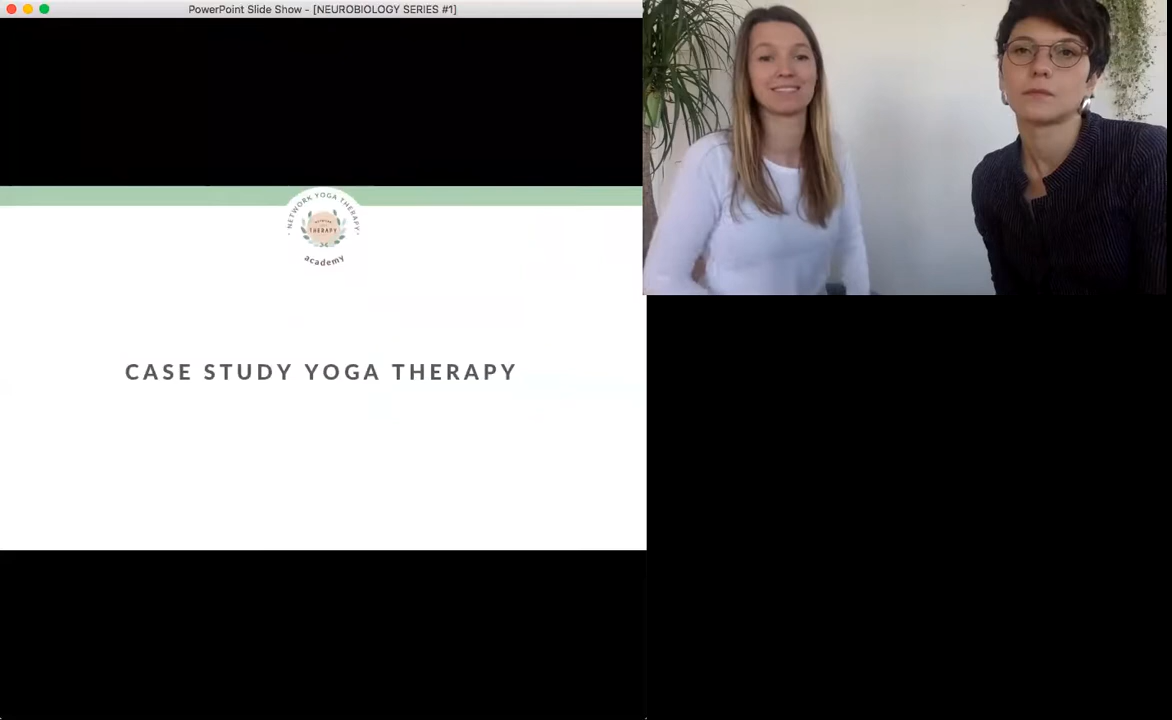 PowerPoint Slide Show - [NEUROBIOLOGY SERIES #1]
NETWORK YOGA THERAPY
THERAPY
academy
CASE STUDY YOGA THERAPY